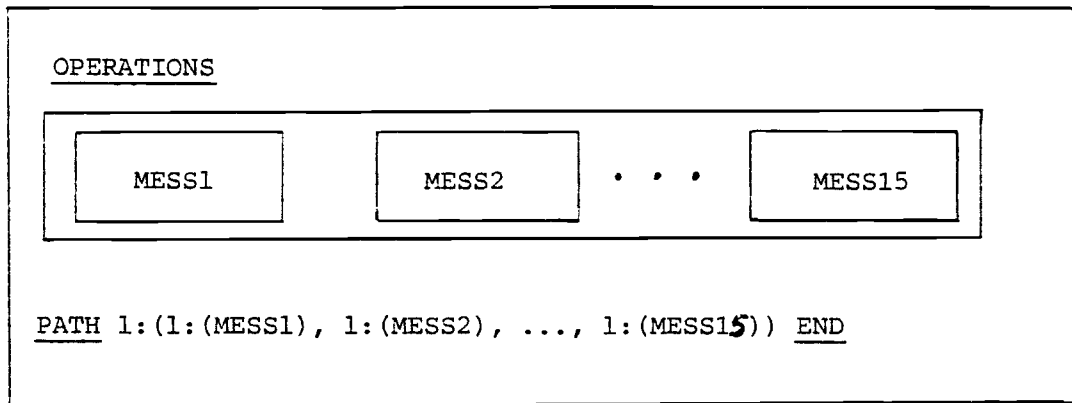 OPERATIONS
MESS1 MESS2 . . . MESS15
PATH 1:(1:(MESS1), 1:(MESS2), ..., 1:(MESS15)) END